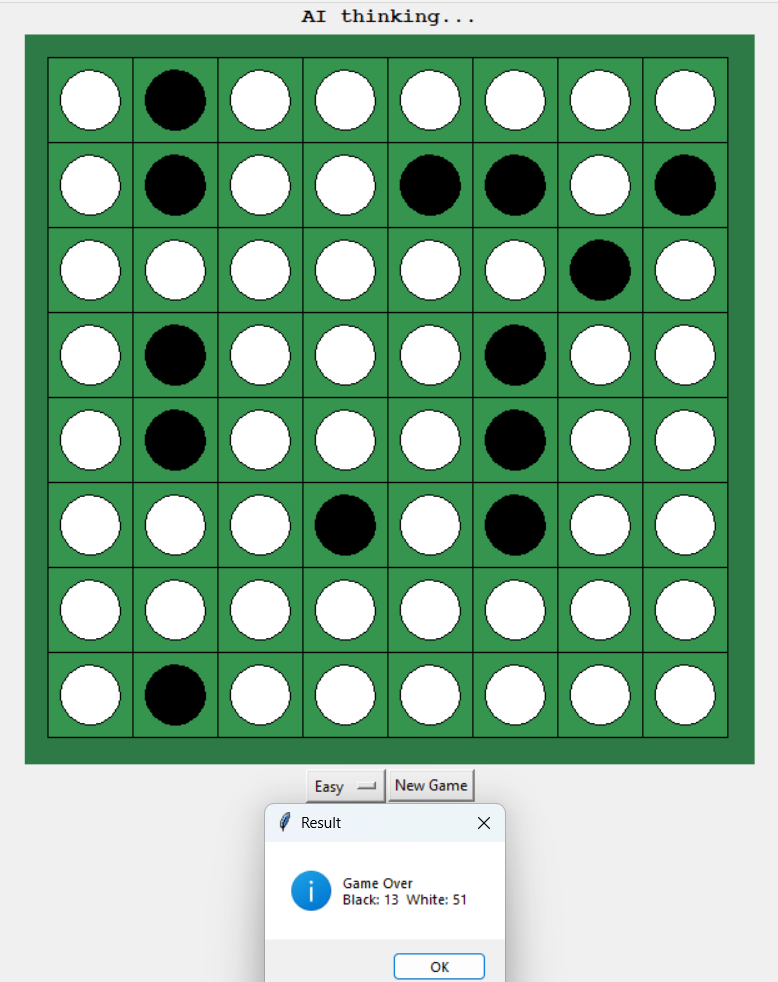 AI thinking...
Easy
New Game
Result
Game Over
Black: 13  White: 51
OK